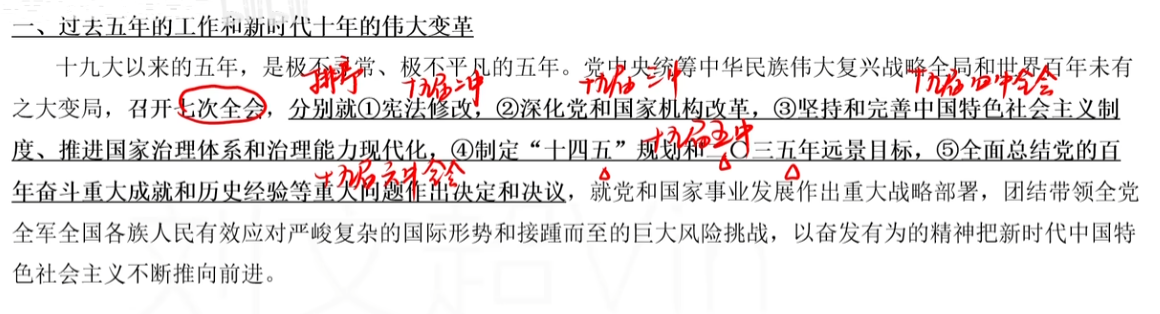 一、过去五年的工作和新时代十年的伟大变革
十九大以来的五年，是极不寻常、极不平凡的五年。党中央统筹中华民族伟大复兴战略全局和世界百年未有
排序 十九届二中 十九届三中 十九届四中全会
之大变局，召开七次全会，分别就①宪法修改，②深化党和国家机构改革，③坚持和完善中国特色社会主义制
十九届五中
度、推进国家治理体系和治理能力现代化，④制定“十四五”规划和二〇三五年远景目标，⑤全面总结党的百
十九届六中全会
年奋斗重大成就和历史经验等重大问题作出决定和决议，就党和国家事业发展作出重大战略部署，团结带领全党
全军全国各族人民有效应对严峻复杂的国际形势和接踵而至的巨大风险挑战，以奋发有为的精神把新时代中国特
色社会主义不断推向前进。